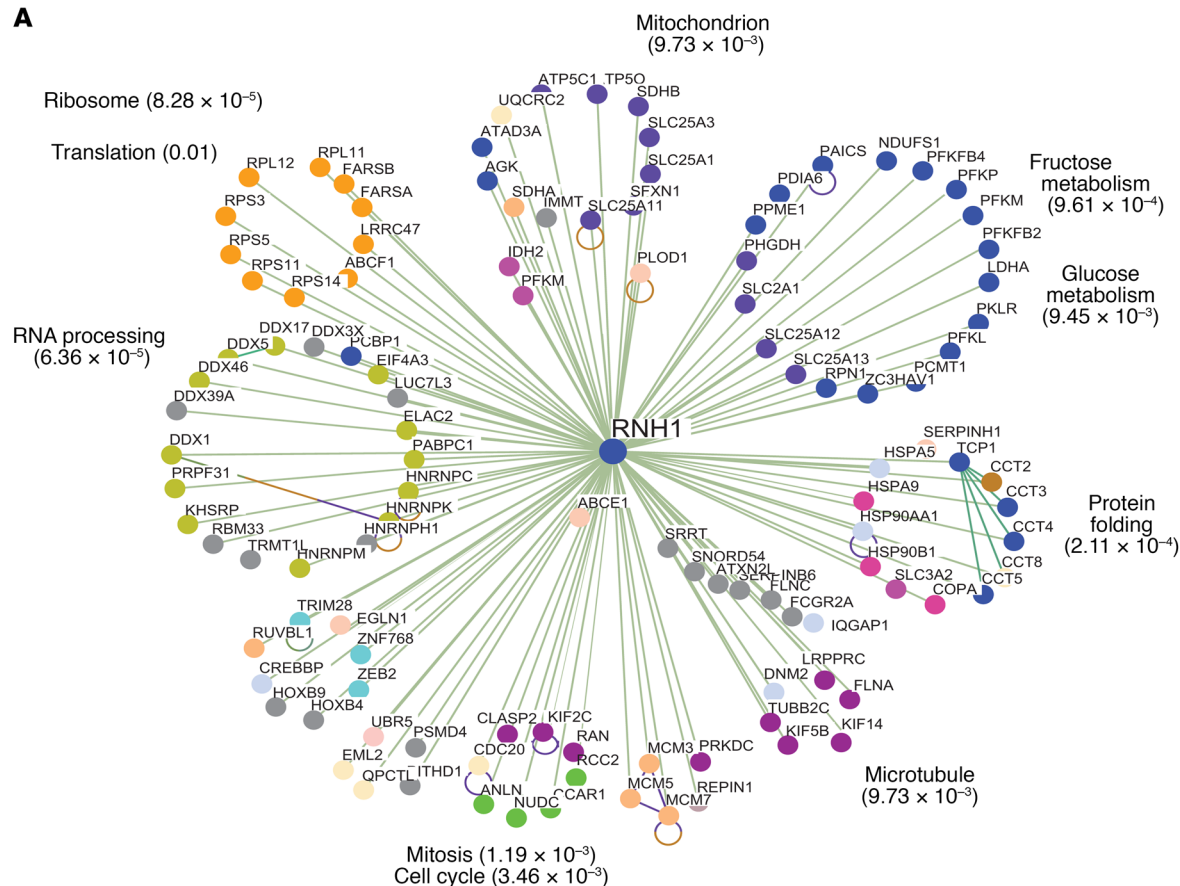 A
Mitochondrion
(9.73 × 10–3)
Ribosome (8.28 × 10–5)
Translation (0.01)
ATP5C1
TP5O
UQCRC2
SDHB
ATAD3A
SLC25A3
AGK
SLC25A1
SDHA
SFXN1
IMMT
SLC25A11
IDH2
PLOD1
PFKM
RPL12
RPL11
FARSB
FARSA
RPS3
LRRC47
RPS5
ABCF1
RPS11
RPS14
PAICS
NDUFS1
PFKFB4
PDIA6
PFKP
PPME1
PFKM
PHGDH
PFKFB2
SLC2A1
LDHA
PKLR
SLC25A12
PFKL
SLC25A13
PCMT1
RPN1
ZC3HAV1
Fructose
metabolism
(9.61 × 10–4)
Glucose
metabolism
(9.45 × 10–3)
RNA processing
(6.36 × 10–5)
DDX17
DDX3X
DDX5
PCBP1
DDX46
EIF4A3
LUC7L3
DDX39A
ELAC2
DDX1
PABPC1
PRPF31
HNRNPC
KHSRP
HNRNPK
RBM33
HNRNPH1
TRMT1L
HNRNPM
RNH1
ABCE1
SERPINH1
HSPA5
TCP1
CCT2
HSPA9
CCT3
HSP90AA1
CCT4
HSP90B1
CCT8
SLC3A2
CCT5
COPA
Protein
folding
(2.11 × 10–4)
SRRT
SNORD54
ATXN2L
SERPINB6
FLNC
FCGR2A
IQGAP1
TRIM28
EGLN1
RUVBL1
ZNF768
CREBBP
ZEB2
HOXB9
HOXB4
UBR5
PSMD4
EML2
QPCTL
ITHD1
CLASP2
KIF2C
RAN
CDC20
RCC2
ANLN
CCAR1
NUDC
MCM3
PRKDC
MCM5
REPIN1
MCM7
LRPPRC
DNM2
FLNA
TUBB2C
KIF5B
KIF14
Microtubule
(9.73 × 10–3)
Mitosis (1.19 × 10–3)
Cell cycle (3.46 × 10–3)